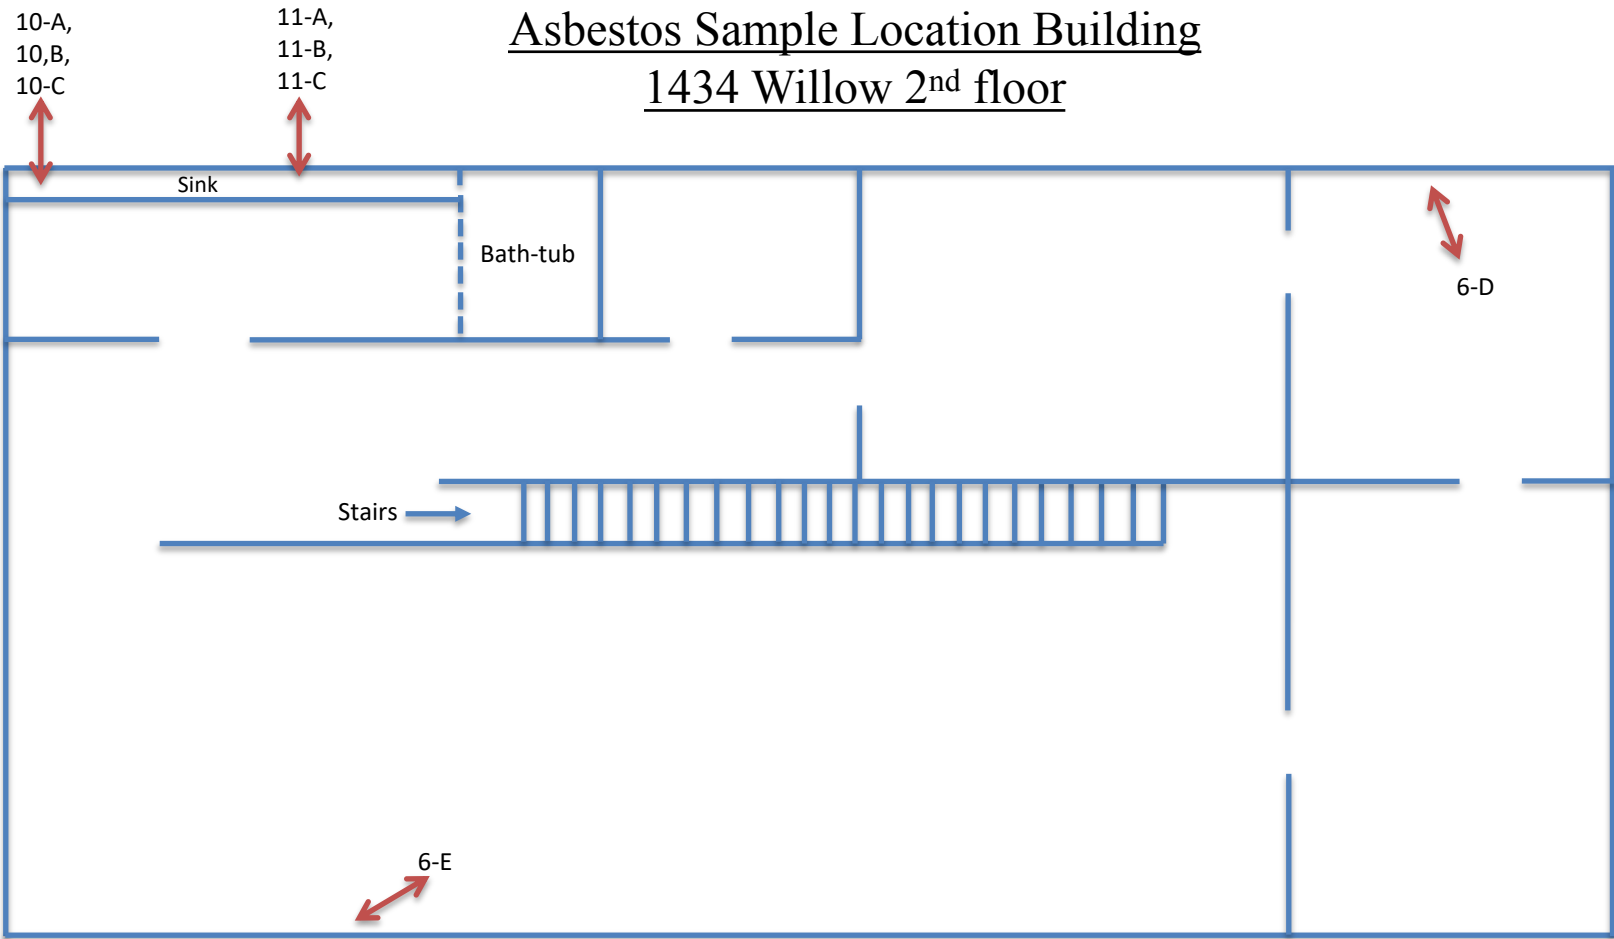 Asbestos Sample Location Building
1434 Willow 2nd floor
10-A,
10,B,
10-C
11-A,
11-B,
11-C
Sink
Bath-tub
6-D
Stairs
6-E